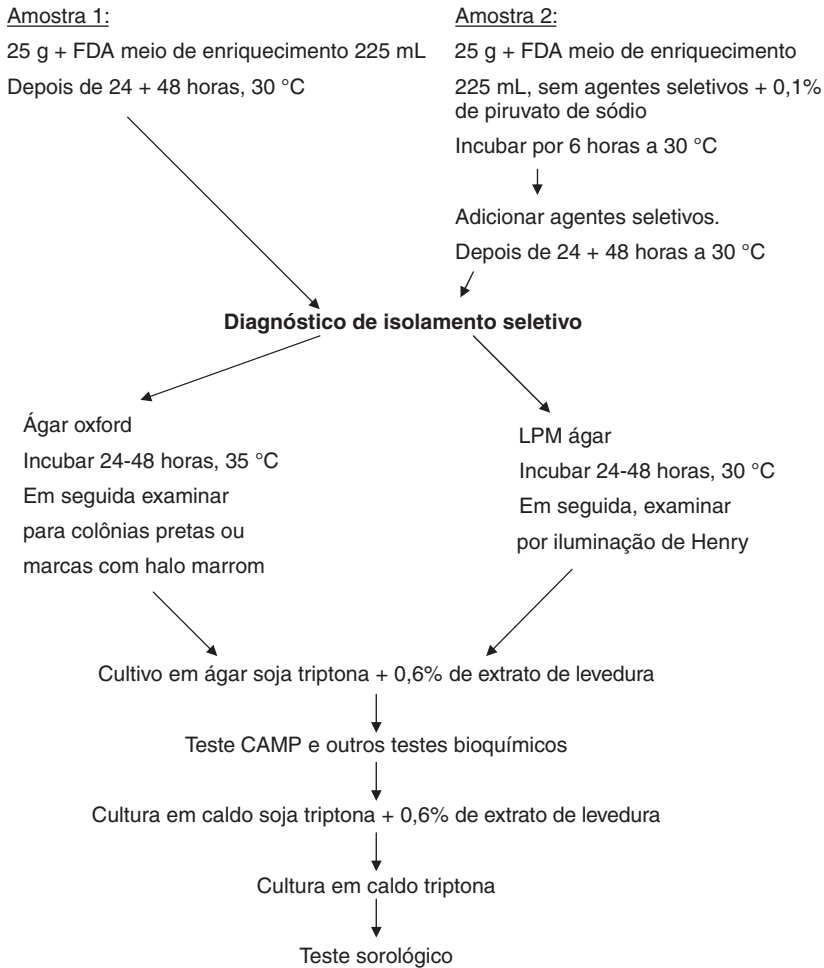 Amostra 1:
25 g + FDA meio de enriquecimento 225 mL
Depois de 24 + 48 horas, 30 °C
Amostra 2:
25 g + FDA meio de enriquecimento
225 mL, sem agentes seletivos + 0,1%
de piruvato de sódio
Incubar por 6 horas a 30 °C
Adicionar agentes seletivos.
Depois de 24 + 48 horas a 30 °C
Diagnóstico de isolamento seletivo
Ágar oxford
Incubar 24-48 horas, 35 °C
Em seguida examinar
para colônias pretas ou
marcas com halo marrom
LPM ágar
Incubar 24-48 horas, 30 °C
Em seguida, examinar
por iluminação de Henry
Cultivo em ágar soja triptona + 0,6% de extrato de levedura
Teste CAMP e outros testes bioquímicos
Cultura em caldo soja triptona + 0,6% de extrato de levedura
Cultura em caldo triptona
Teste sorológico